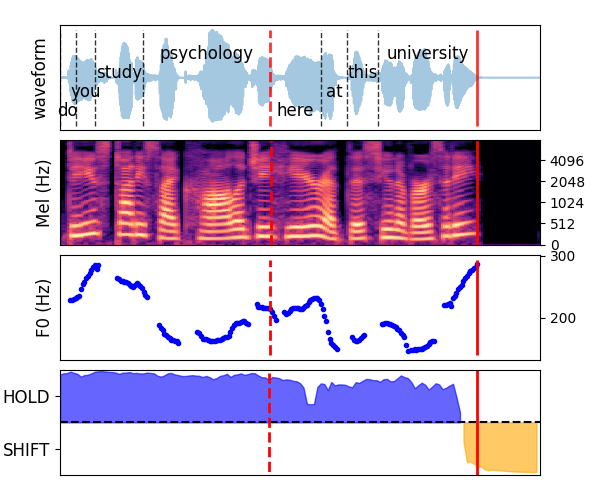 waveform
do
you
study
psychology
here
at
this
university
Mel (Hz)
4096
2048
1024
512
0
F0 (Hz)
300
200
HOLD
SHIFT